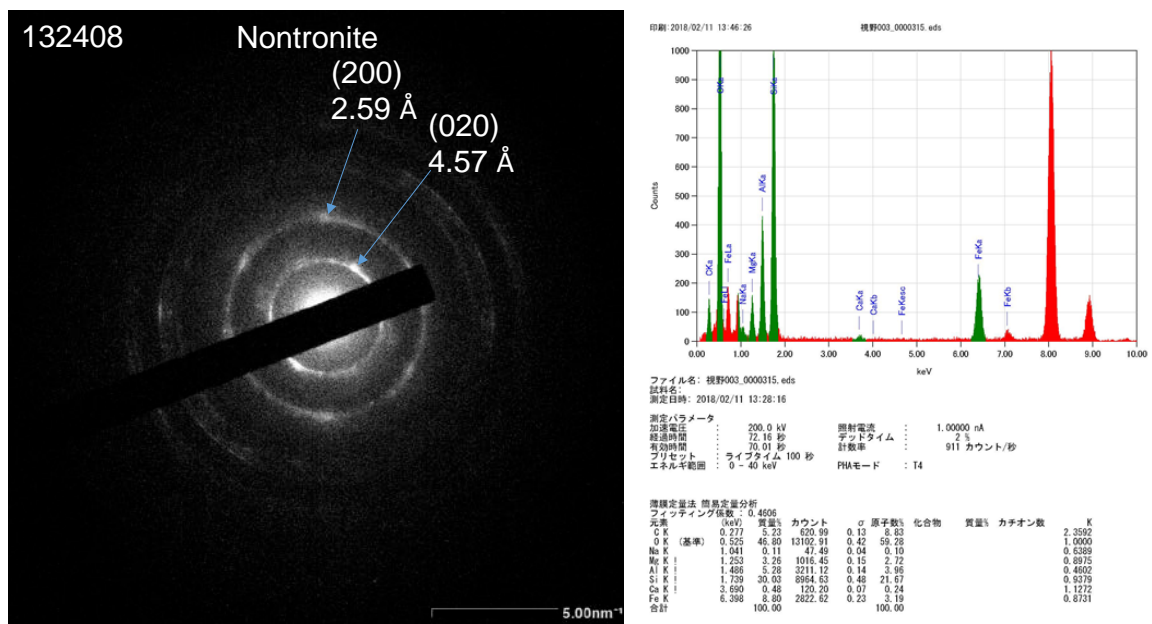 132408
Nontronite
(200)
2.59 Å
(020)
4.57 Å
5.00nm⁻¹
印刷:2018/02/11 13:46:26
視野003_0000315.eds
Counts
1000
900
800
700
600
500
400
300
200
100
0
CKa
OKa
FeLl
FeLa
NaKa
MgKa
AlKa
SiKa
CaKa
CaKb
FeKesc
FeKa
FeKb
0.00 1.00 2.00 3.00 4.00 5.00 6.00 7.00 8.00 9.00 10.00
keV
ファイル名: 視野003_0000315.eds
試料名:
測定日時: 2018/02/11 13:28:16
測定パラメータ
加速電圧 : 200.0 kV 照射電流 : 1.00000 nA
経過時間 : 72.16 秒 デッドタイム : 2 %
有効時間 : 70.01 秒 計数率 : 911 カウント/秒
プリセット : ライブタイム 100 秒
エネルギ範囲 : 0 - 40 keV PHAモード : T4
薄膜定量法 簡易定量分析
フィッティング係数 : 0.4606
元素 (keV) 質量% カウント σ 原子数% 化合物 質量% カチオン数 K
C K 0.277 5.23 620.99 0.13 8.83 2.3592
O K (基準) 0.525 46.80 13102.91 0.42 59.28 1.0000
Na K 1.041 0.11 47.49 0.04 0.10 0.6389
Mg K ! 1.253 3.26 1016.45 0.15 2.72 0.8975
Al K ! 1.486 5.28 3211.12 0.14 3.96 0.4602
Si K ! 1.739 30.03 8964.63 0.48 21.67 0.9379
Ca K ! 3.690 0.48 120.20 0.07 0.24 1.1272
Fe K 6.398 8.80 2822.62 0.23 3.19 0.8731
合計 100.00 100.00